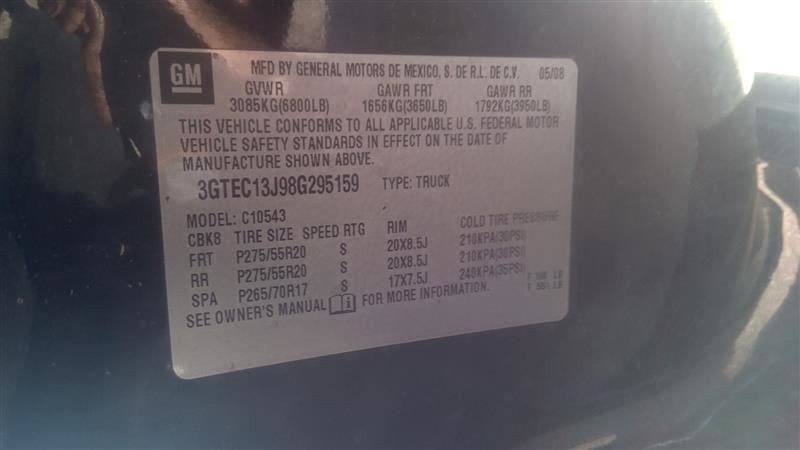 GM
MFD BY GENERAL MOTORS DE MEXICO, S. DE R.L. DE C.V. 05/08
GVWR GAWR FRT GAWR RR
3085KG(6800LB) 1656KG(3650LB) 1792KG(3950LB)
THIS VEHICLE CONFORMS TO ALL APPLICABLE U.S. FEDERAL MOTOR
VEHICLE SAFETY STANDARDS IN EFFECT ON THE DATE OF
MANUFACTURE SHOWN ABOVE.
3GTEC13J98G295159 TYPE: TRUCK
MODEL: C10543
CBK8 TIRE SIZE SPEED RTG RIM COLD TIRE PRESSURE
FRT P275/55R20 S 20X8.5J 210KPA(30PSI)
RR P275/55R20 S 20X8.5J 210KPA(30PSI)
SPA P265/70R17 S 17X7.5J 240KPA(35PSI)
T 551 LB
SEE OWNER'S MANUAL FOR MORE INFORMATION.